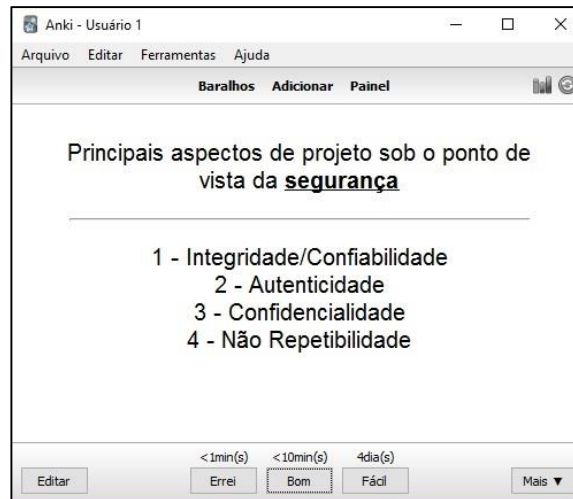 Anki - Usuário 1
Arquivo Editar Ferramentas Ajuda
Baralhos Adicionar Painel
Principais aspectos de projeto sob o ponto de
vista da segurança
1 - Integridade/Confiabilidade
2 - Autenticidade
3 - Confidencialidade
4 - Não Repetibilidade
<1min(s) <10min(s) 4dia(s)
Editar Errei Bom Fácil Mais ▼